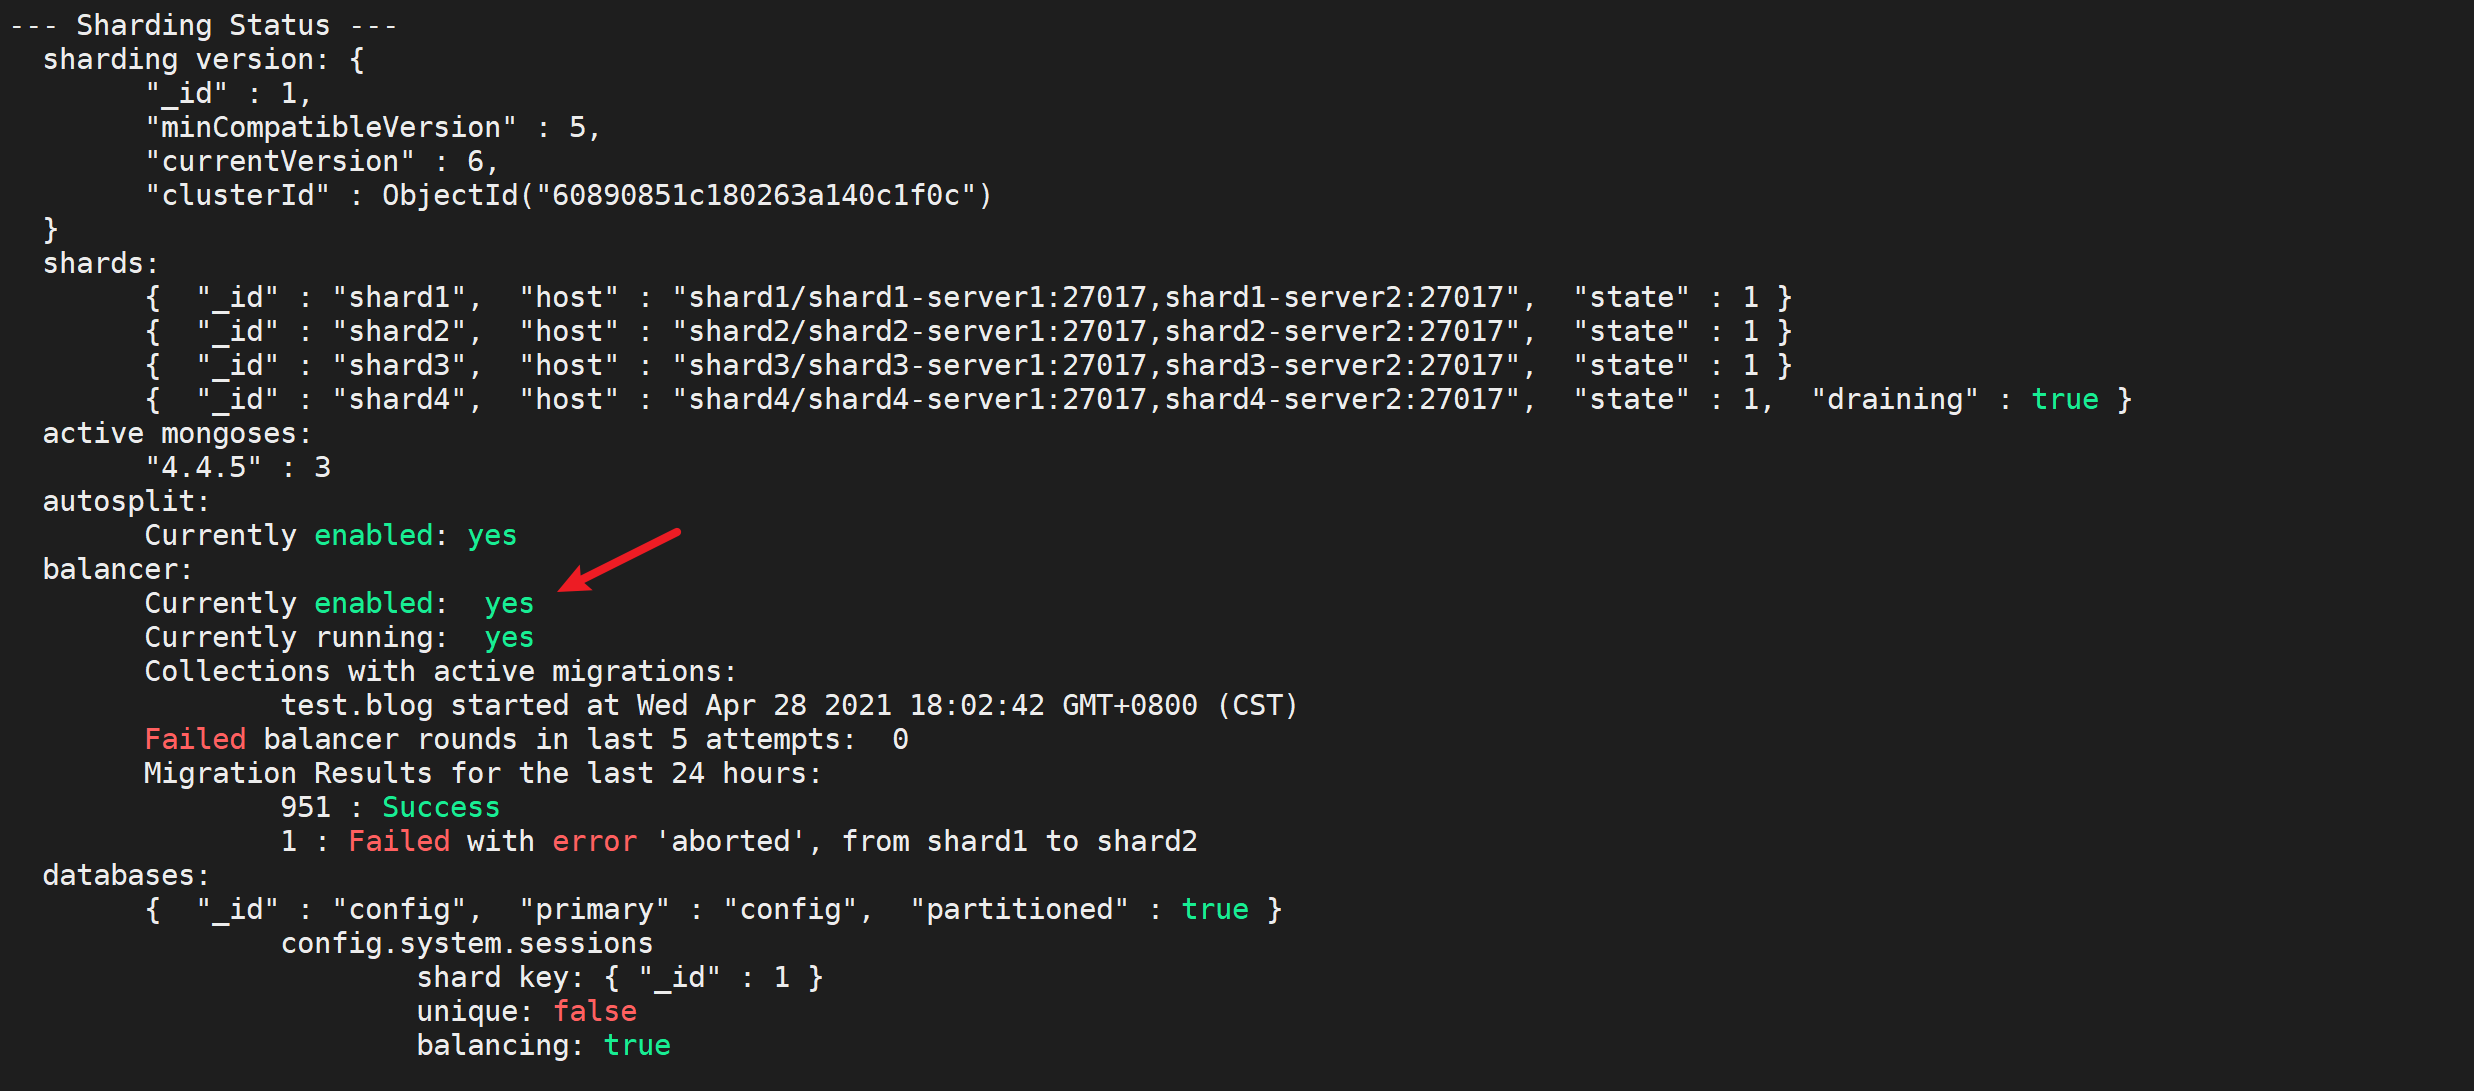 --- Sharding Status ---
  sharding version: {
        "_id" : 1,
        "minCompatibleVersion" : 5,
        "currentVersion" : 6,
        "clusterId" : ObjectId("60890851c180263a140c1f0c")
  }
  shards:
        {  "_id" : "shard1",  "host" : "shard1/shard1-server1:27017,shard1-server2:27017",  "state" : 1 }
        {  "_id" : "shard2",  "host" : "shard2/shard2-server1:27017,shard2-server2:27017",  "state" : 1 }
        {  "_id" : "shard3",  "host" : "shard3/shard3-server1:27017,shard3-server2:27017",  "state" : 1 }
        {  "_id" : "shard4",  "host" : "shard4/shard4-server1:27017,shard4-server2:27017",  "state" : 1,  "draining" : true }
  active mongoses:
        "4.4.5" : 3
  autosplit:
        Currently enabled: yes
  balancer:
        Currently enabled:  yes
        Currently running:  yes
        Collections with active migrations:
                test.blog started at Wed Apr 28 2021 18:02:42 GMT+0800 (CST)
        Failed balancer rounds in last 5 attempts:  0
        Migration Results for the last 24 hours:
                951 : Success
                1 : Failed with error 'aborted', from shard1 to shard2
  databases:
        {  "_id" : "config",  "primary" : "config",  "partitioned" : true }
                config.system.sessions
                        shard key: { "_id" : 1 }
                        unique: false
                        balancing: true